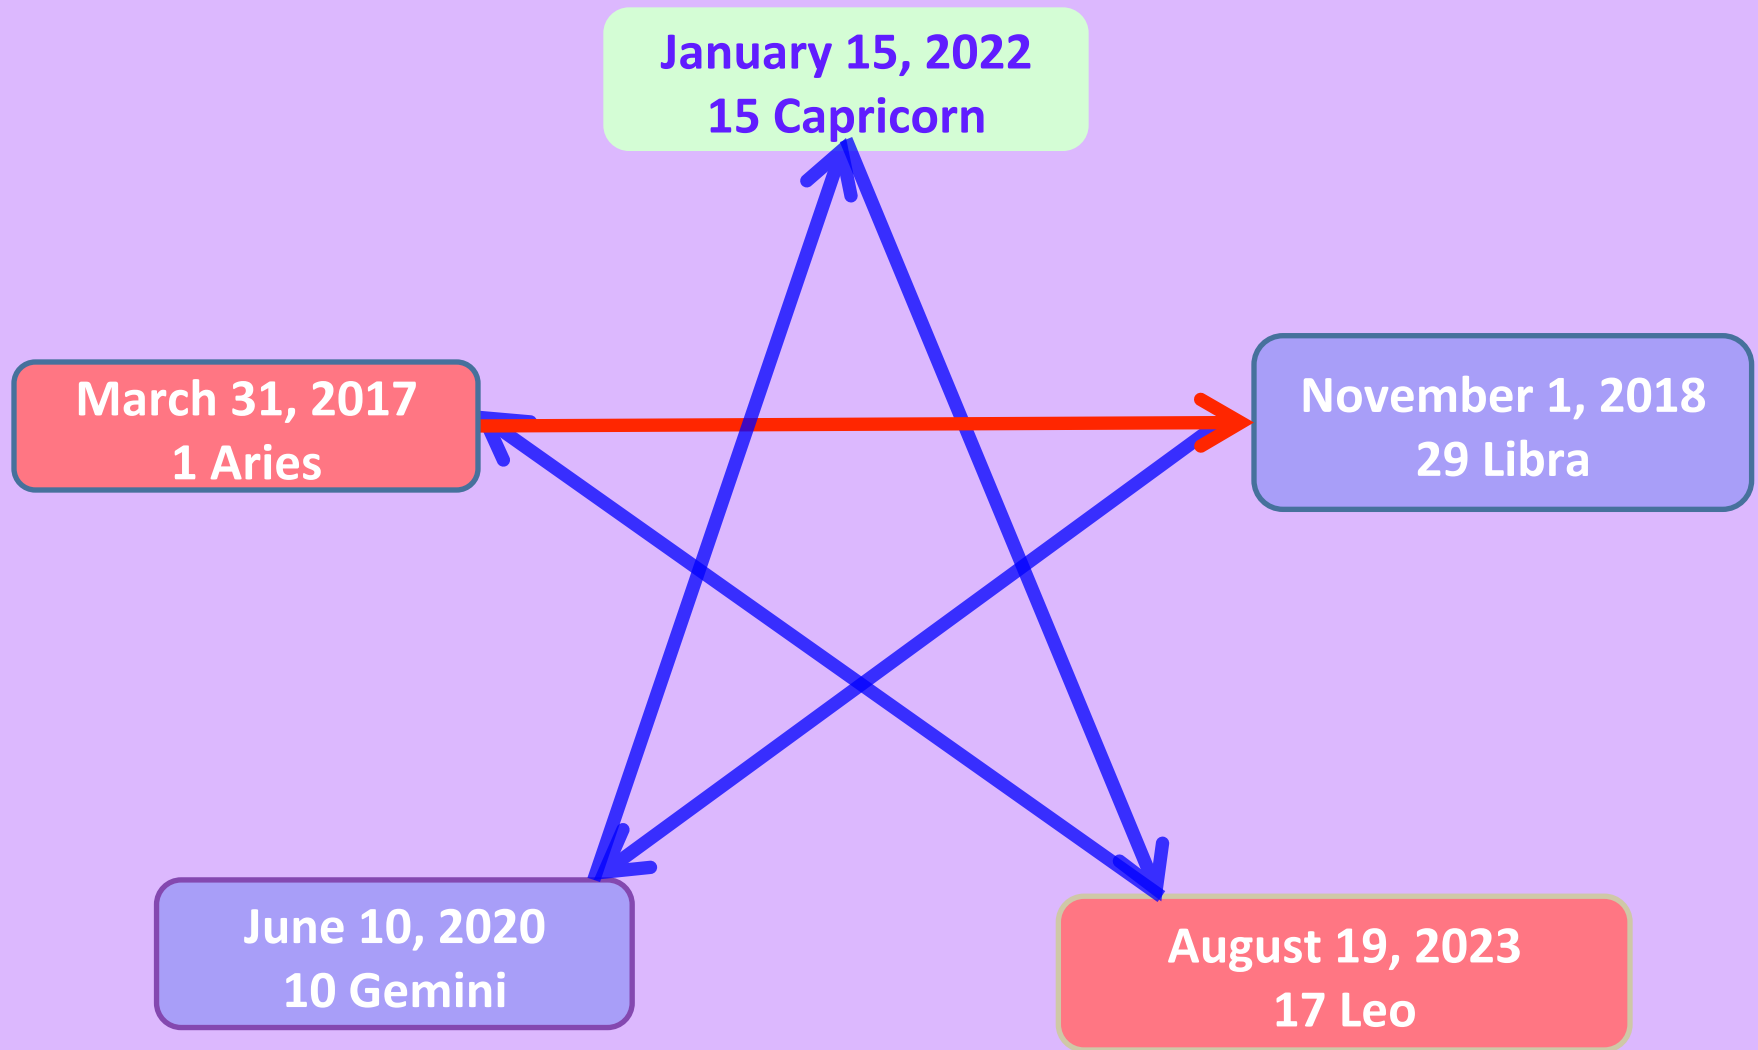 January 15, 2022
15 Capricorn
March 31, 2017
1 Aries
November 1, 2018
29 Libra
June 10, 2020
10 Gemini
August 19, 2023
17 Leo